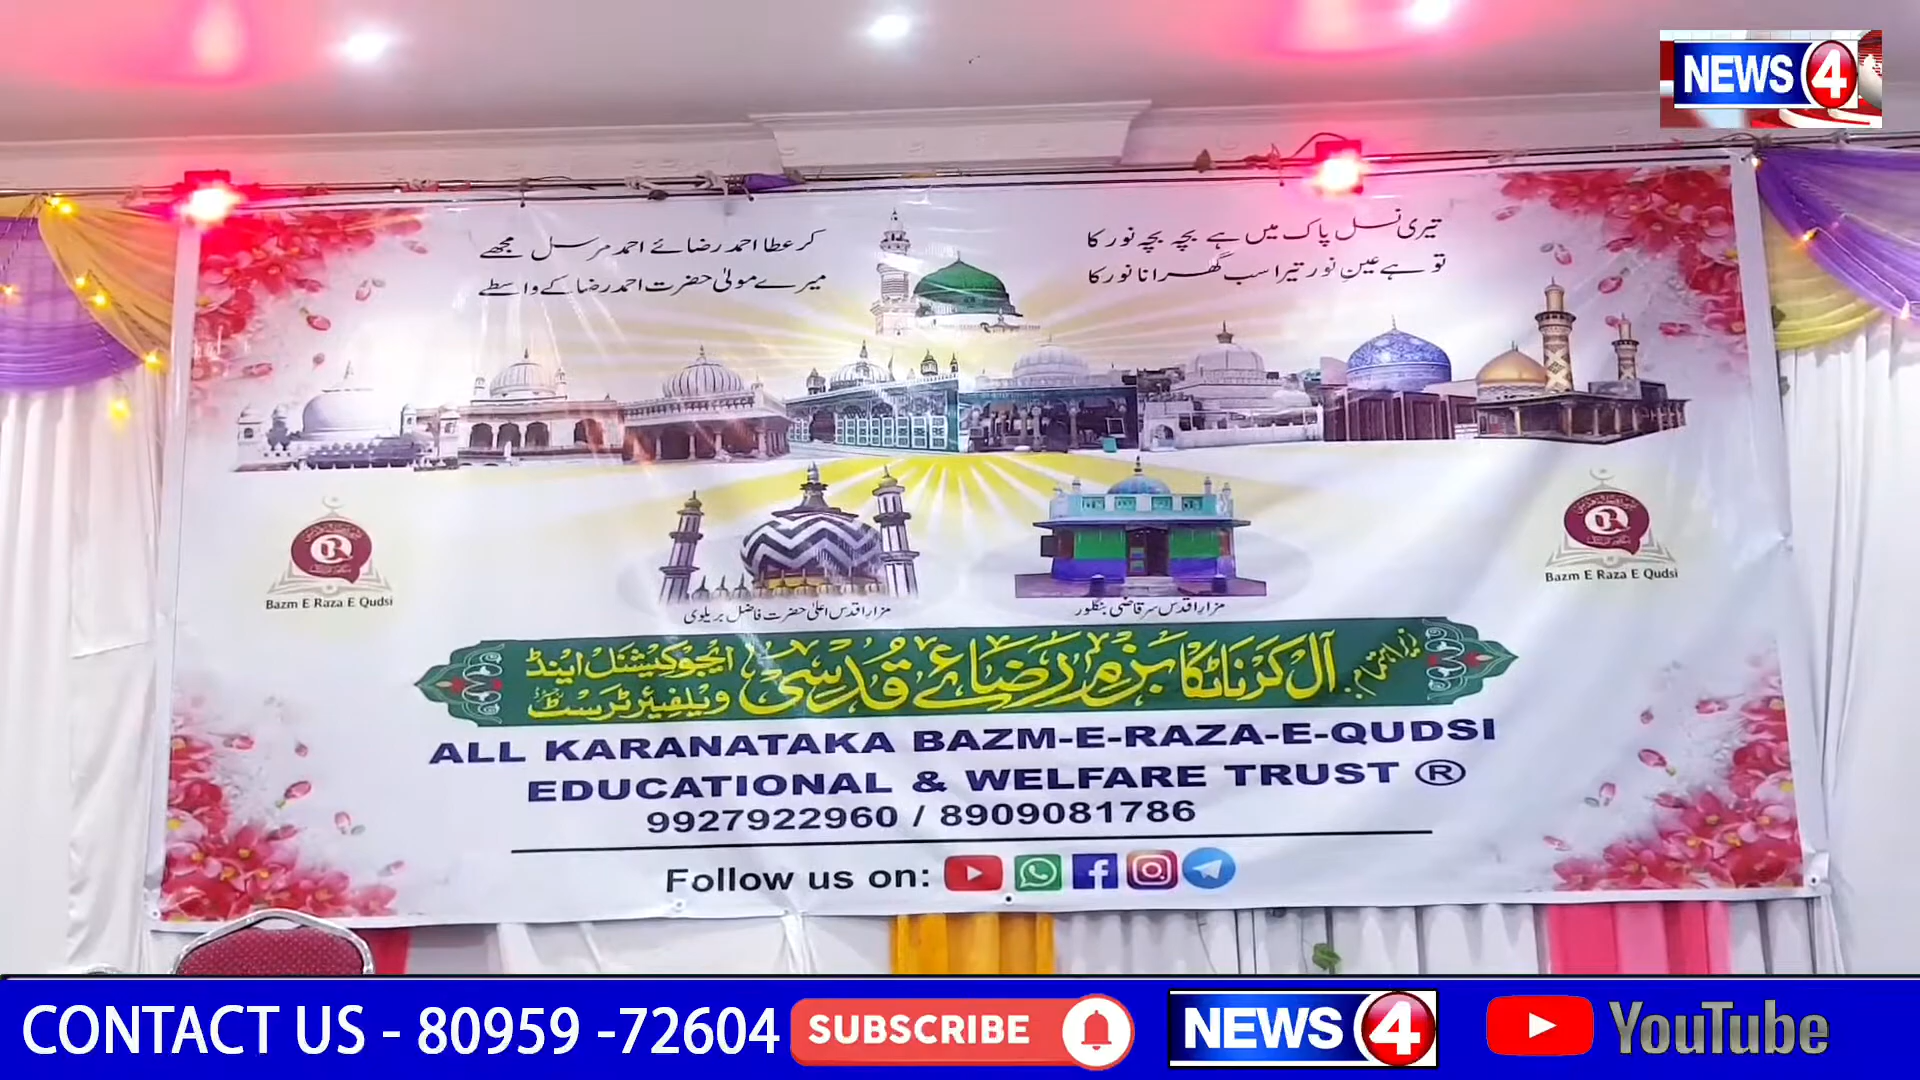 NEWS 4
تیری نسل پاک میں ہے بچہ بچہ نور کا
تو ہے عینِ نور تیرا سب گھرانا نور کا
کر عطا احمد رضائے احمد مرسل مجھے
میرے مولیٰ حضرت احمد رضا کے واسطے
Bazm E Raza E Qudsi
Bazm E Raza E Qudsi
مزار اقدس اعلیٰ حضرت فاضل بریلوی
مزار اقدس سر قاضی بنگلور
زیر اہتمام: آل کرناٹکا بزم رضائے قدسی ایجوکیشنل اینڈ ویلفیئر ٹرسٹ
ALL KARANATAKA BAZM-E-RAZA-E-QUDSI
EDUCATIONAL & WELFARE TRUST ®
9927922960 / 8909081786
Follow us on:
CONTACT US - 80959 -72604
SUBSCRIBE
NEWS 4
YouTube